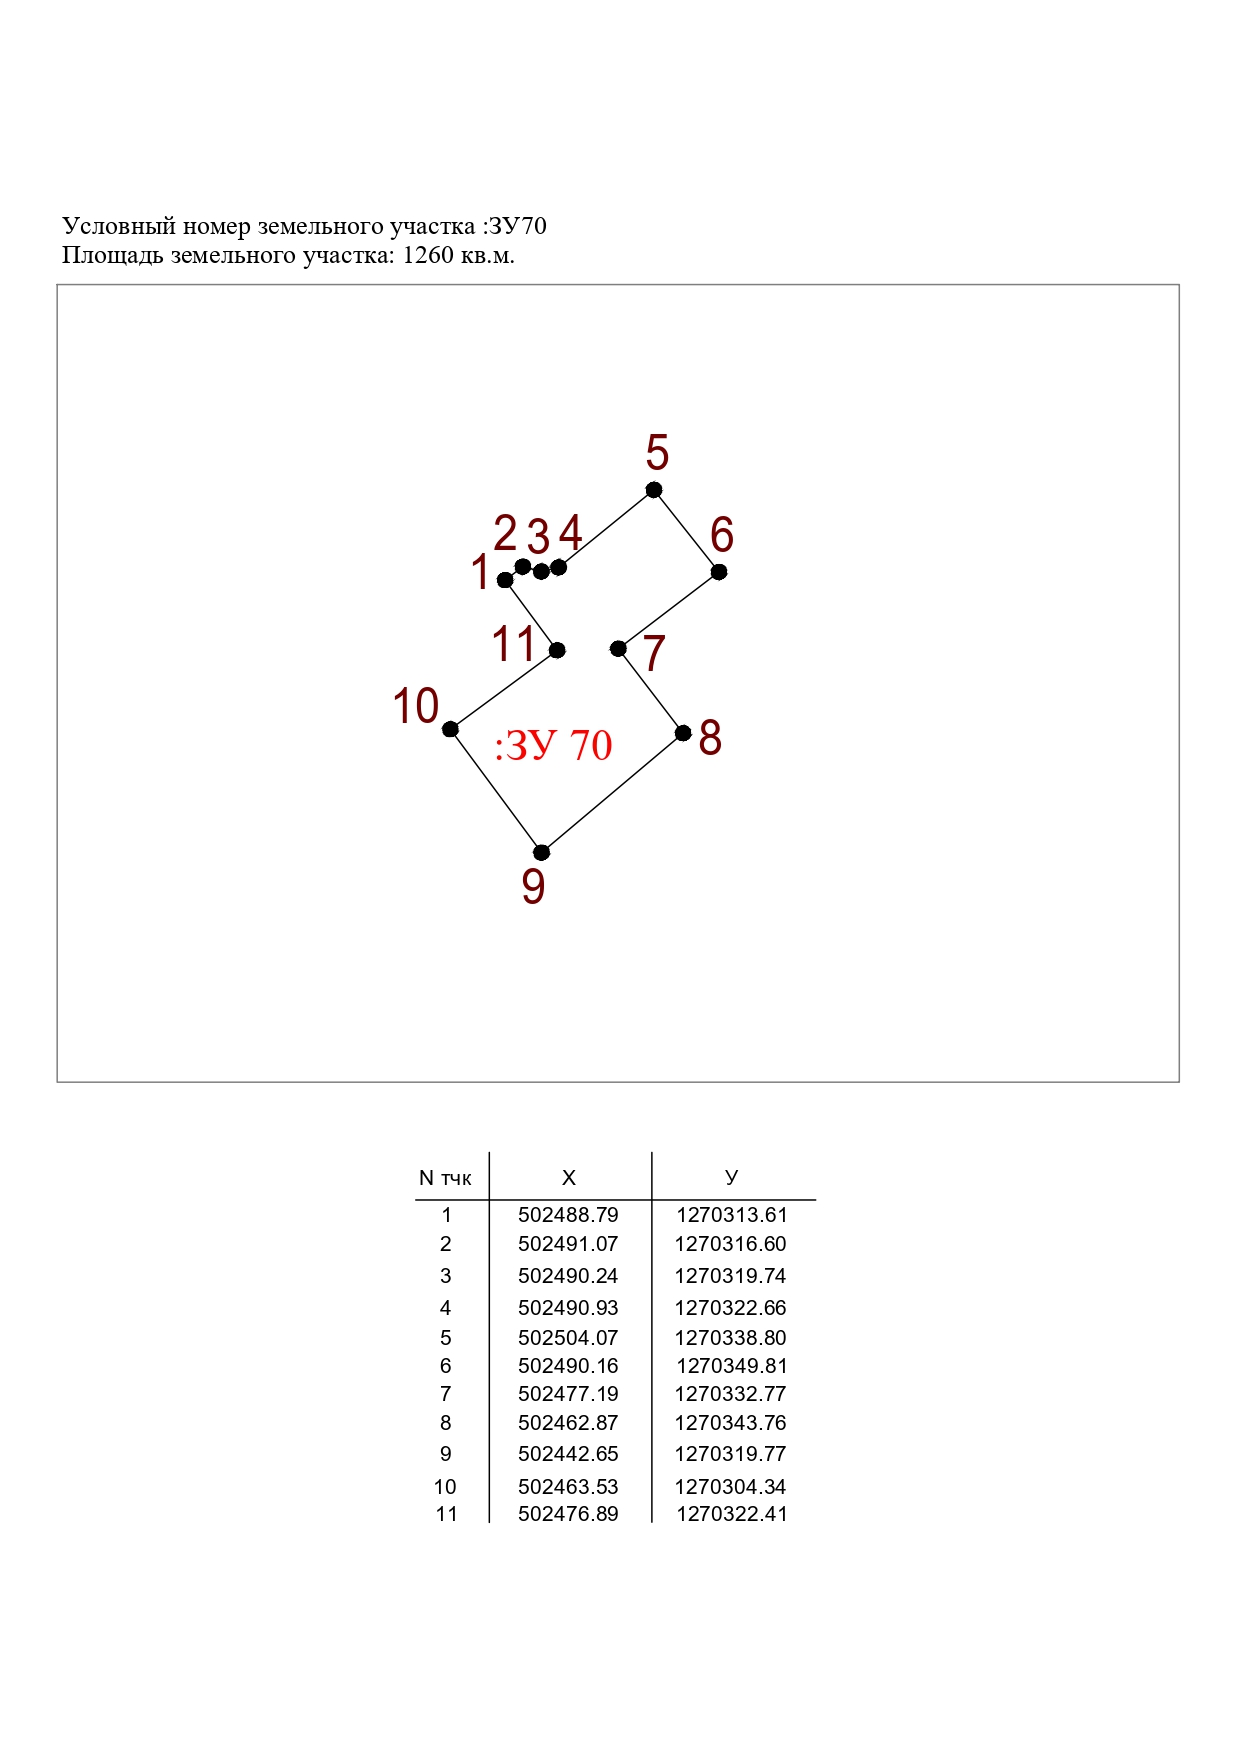 Условный номер земельного участка :ЗУ70
Площадь земельного участка: 1260 кв.м.
5
2 3 4 6
1
11 7
10
:ЗУ 70 8
9
N тчк X У
1 502488.79 1270313.61
2 502491.07 1270316.60
3 502490.24 1270319.74
4 502490.93 1270322.66
5 502504.07 1270338.80
6 502490.16 1270349.81
7 502477.19 1270332.77
8 502462.87 1270343.76
9 502442.65 1270319.77
10 502463.53 1270304.34
11 502476.89 1270322.41